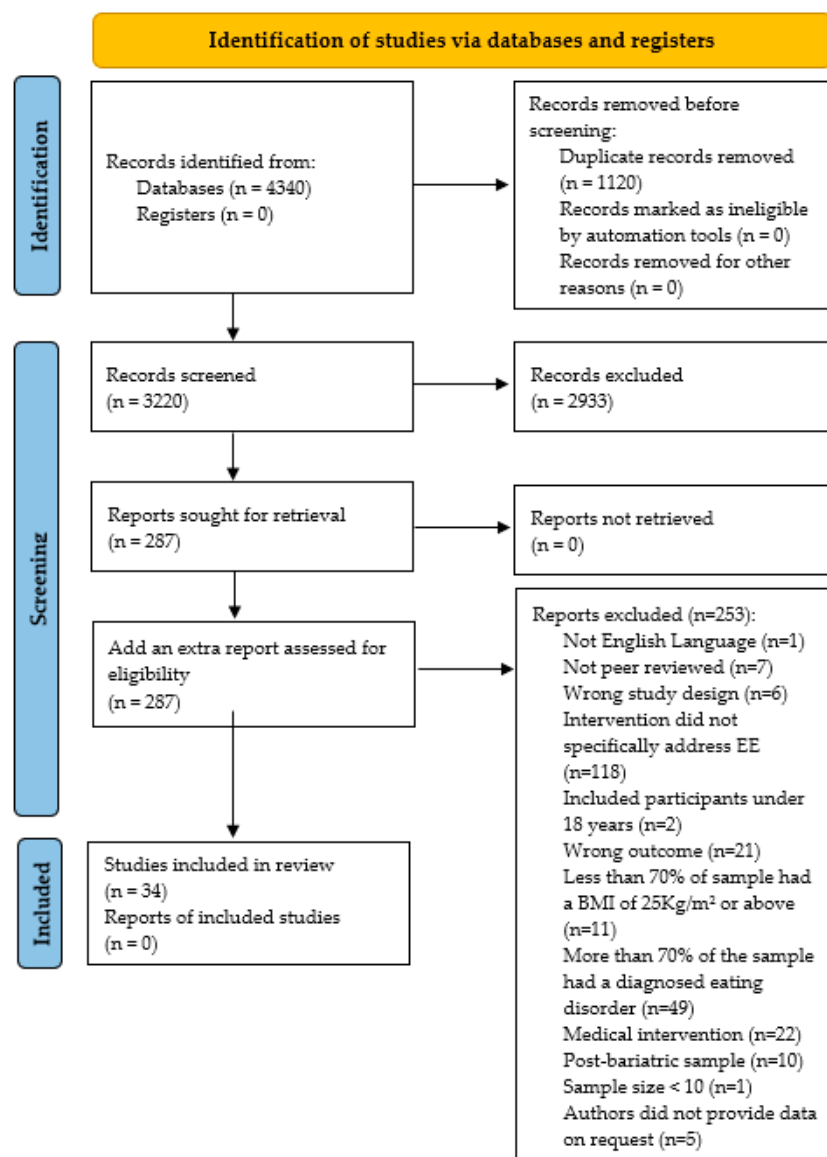 Identification of studies via databases and registers
Identification
Records identified from:
Databases (n = 4340)
Registers (n = 0)
Records removed before
screening:
Duplicate records removed
(n = 1120)
Records marked as ineligible
by automation tools (n = 0)
Records removed for other
reasons (n = 0)
Screening
Records screened
(n = 3220)
Records excluded
(n = 2933)
Reports sought for retrieval
(n = 287)
Reports not retrieved
(n = 0)
Add an extra report assessed for
eligibility
(n = 287)
Reports excluded (n=253):
Not English Language (n=1)
Not peer reviewed (n=7)
Wrong study design (n=6)
Intervention did not
specifically address EE
(n=118)
Included participants under
18 years (n=2)
Wrong outcome (n=21)
Less than 70% of sample had
a BMI of 25Kg/m² or above
(n=11)
More than 70% of the sample
had a diagnosed eating
disorder (n=49)
Medical intervention (n=22)
Post-bariatric sample (n=10)
Sample size < 10 (n=1)
Authors did not provide data
on request (n=5)
Included
Studies included in review
(n = 34)
Reports of included studies
(n = 0)